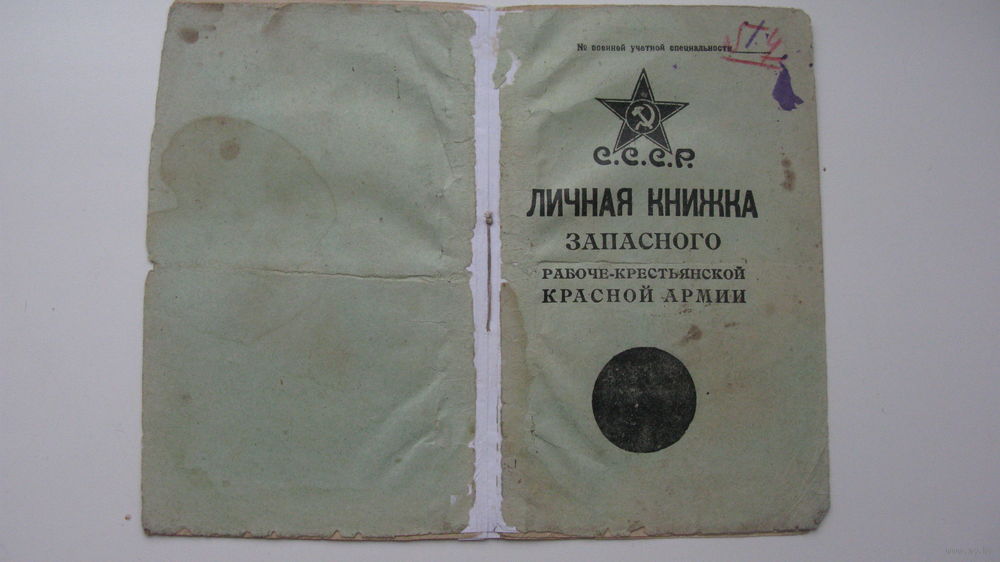 № военной учетной специальности
С.С.С.Р.
ЛИЧНАЯ КНИЖКА
ЗАПАСНОГО
РАБОЧЕ-КРЕСТЬЯНСКОЙ
КРАСНОЙ АРМИИ